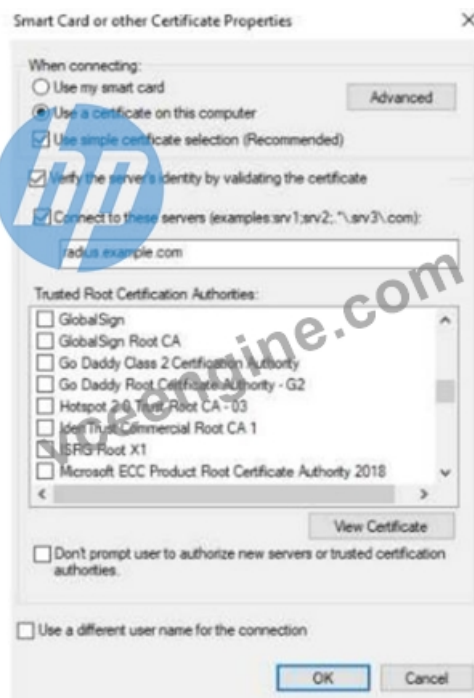 Smart Card or other Certificate Properties
When connecting:
Use my smart card
Use a certificate on this computer
Advanced
Use simple certificate selection (Recommended)
Verify the server's identity by validating the certificate
Connect to these servers (examples:srv1;srv2;.*\.srv3\.com):
radius.example.com
Trusted Root Certification Authorities:
GlobalSign
GlobalSign Root CA
Go Daddy Class 2 Certification Authority
Go Daddy Root Certificate Authority - G2
Hotspot 2.0 Trust Root CA - 03
IdenTrust Commercial Root CA 1
ISRG Root X1
Microsoft ECC Product Root Certificate Authority 2018
View Certificate
Don't prompt user to authorize new servers or trusted certification
authorities.
Use a different user name for the connection
OK
Cancel
hp
vceengine.com